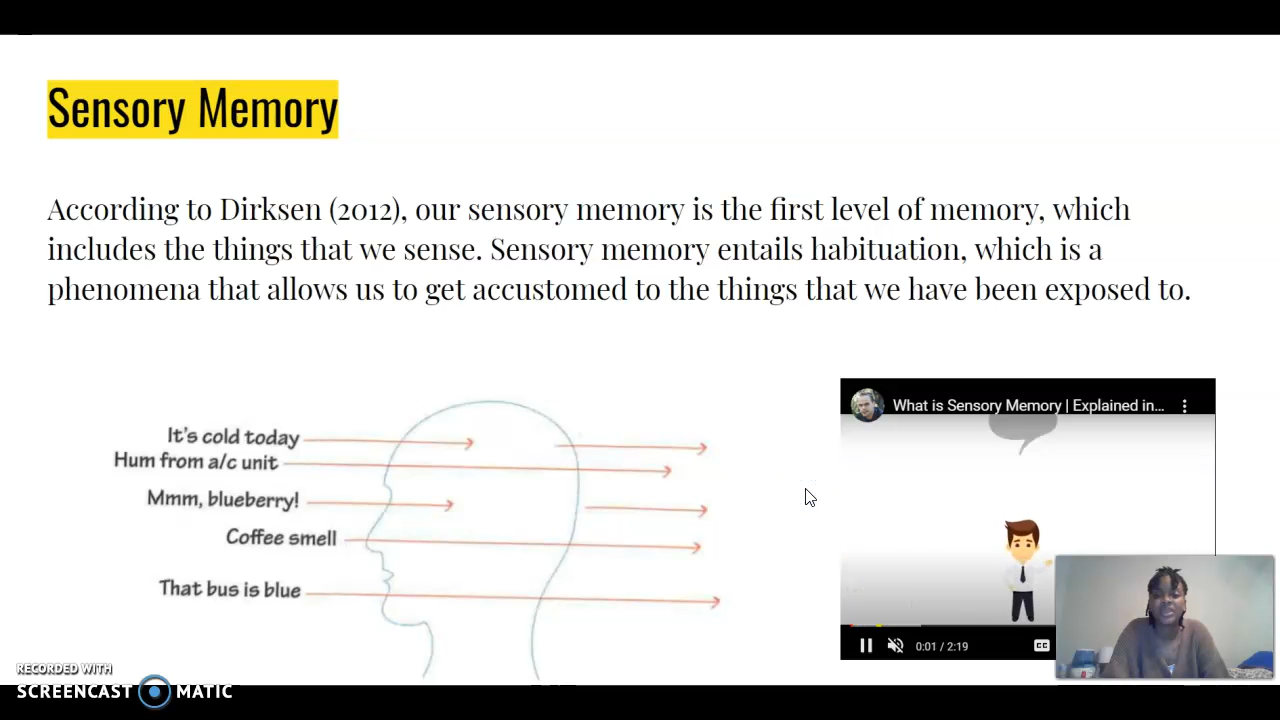 Sensory Memory
According to Dirksen (2012), our sensory memory is the first level of memory, which
includes the things that we sense. Sensory memory entails habituation, which is a
phenomena that allows us to get accustomed to the things that we have been exposed to.
It's cold today
Hum from a/c unit
Mmm, blueberry!
Coffee smell
That bus is blue
What is Sensory Memory | Explained in...
0:01 / 2:19
CC
RECORDED WITH
SCREENCAST MATIC